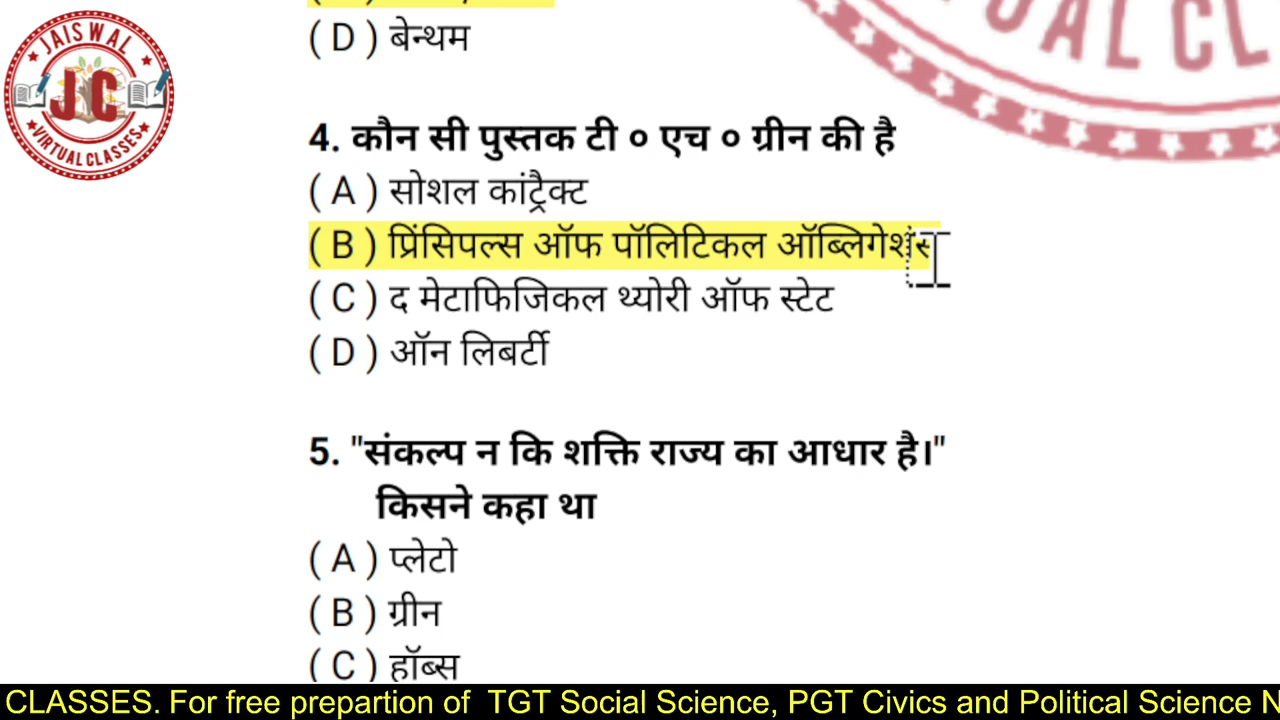 JAISWAL
JC
VIRTUAL CLASSES
VIRTUAL CL
( D ) बेन्थम
4. कौन सी पुस्तक टी ० एच ० ग्रीन की है
( A ) सोशल कांट्रैक्ट
( B ) प्रिंसिपल्स ऑफ पॉलिटिकल ऑब्लिगेशंस
( C ) द मेटाफिजिकल थ्योरी ऑफ स्टेट
( D ) ऑन लिबर्टी
5. "संकल्प न कि शक्ति राज्य का आधार है।"
किसने कहा था
( A ) प्लेटो
( B ) ग्रीन
( C ) हॉब्स
CLASSES. For free prepartion of TGT Social Science, PGT Civics and Political Science N